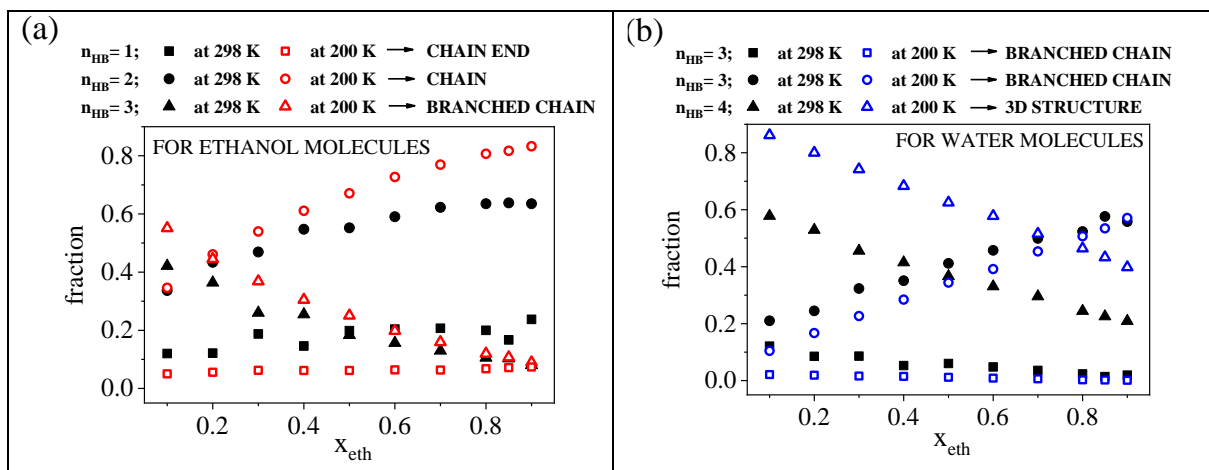 (a)
n_HB= 1; at 298 K at 200 K → CHAIN END
n_HB= 2; at 298 K at 200 K → CHAIN
n_HB= 3; at 298 K at 200 K → BRANCHED CHAIN
FOR ETHANOL MOLECULES
0.8
0.6
0.4
0.2
0.0
fraction
0.2 0.4 0.6 0.8
x_eth
(b)
n_HB= 3; at 298 K at 200 K → BRANCHED CHAIN
n_HB= 3; at 298 K at 200 K → BRANCHED CHAIN
n_HB= 4; at 298 K at 200 K → 3D STRUCTURE
FOR WATER MOLECULES
0.8
0.6
0.4
0.2
0.0
fraction
0.2 0.4 0.6 0.8
x_eth